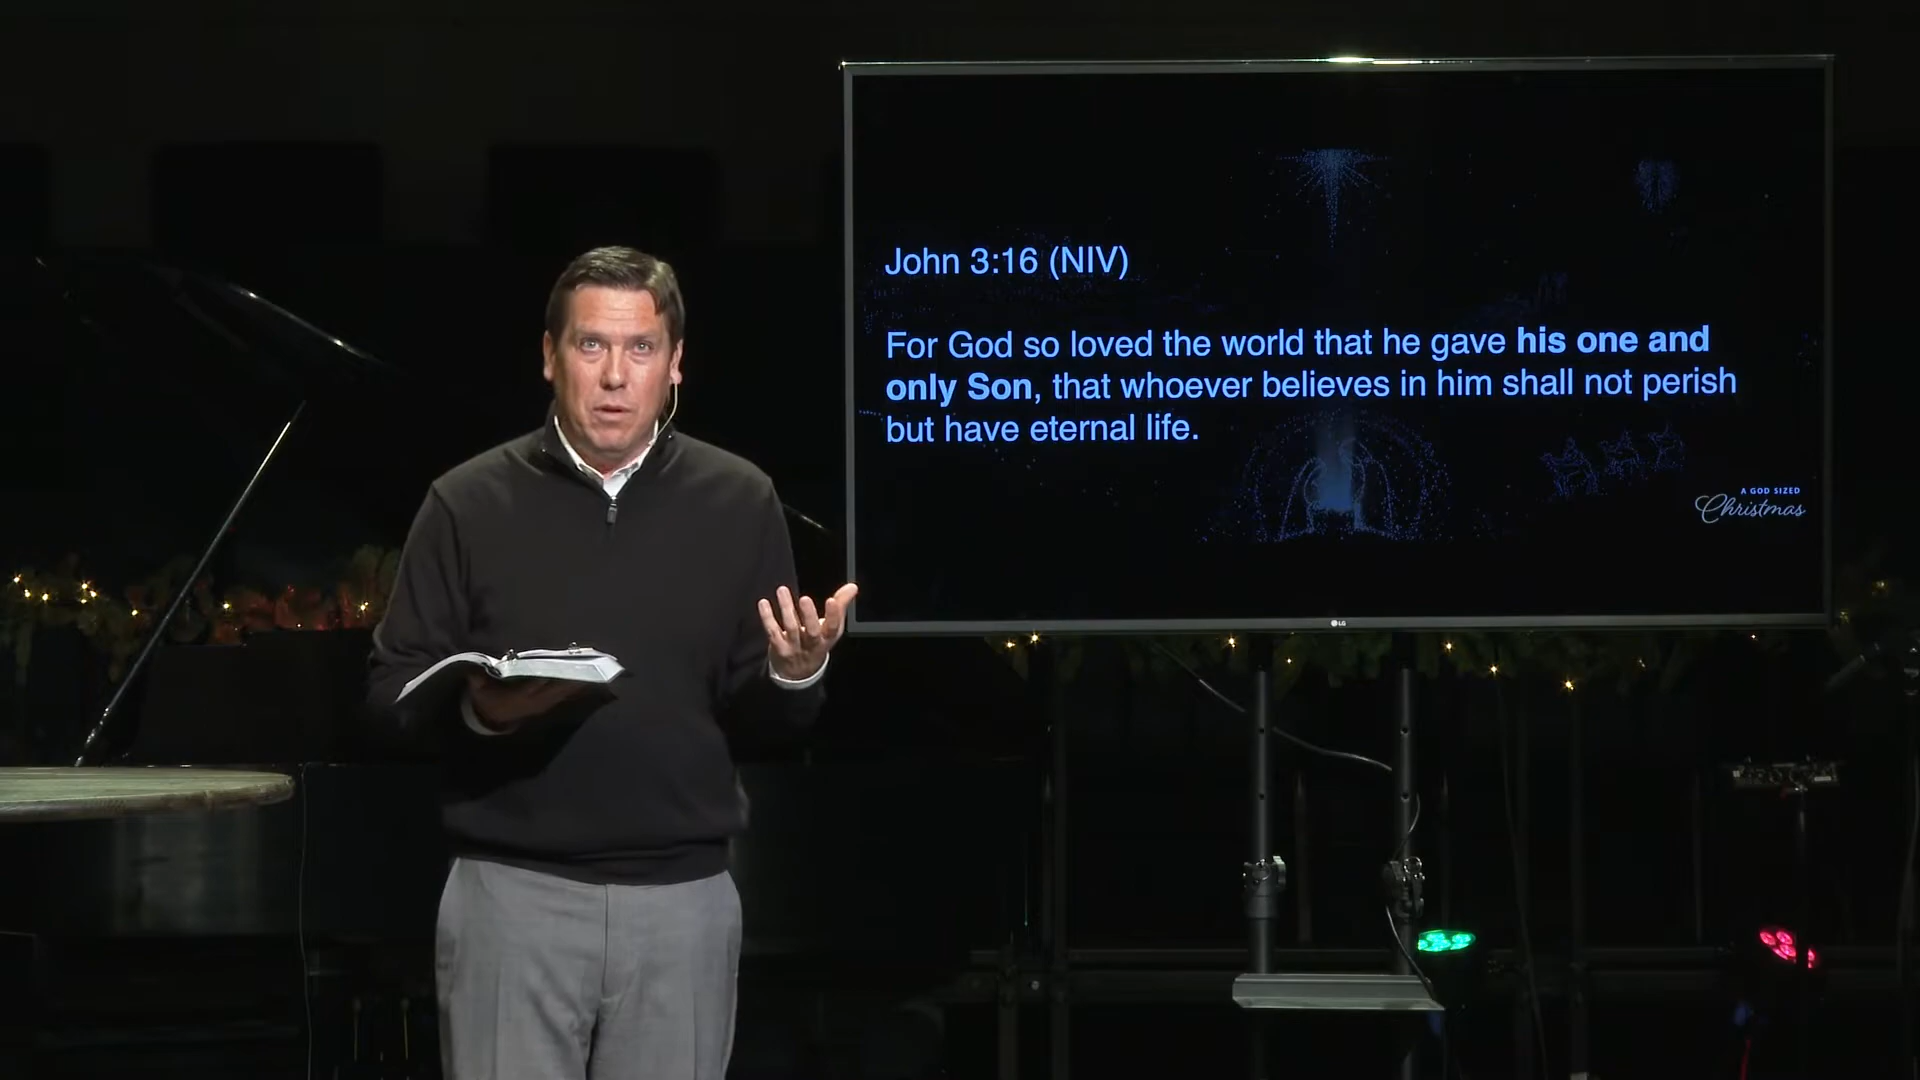 John 3:16 (NIV)
For God so loved the world that he gave his one and
only Son, that whoever believes in him shall not perish
but have eternal life.
A GOD SIZED
Christmas
LG